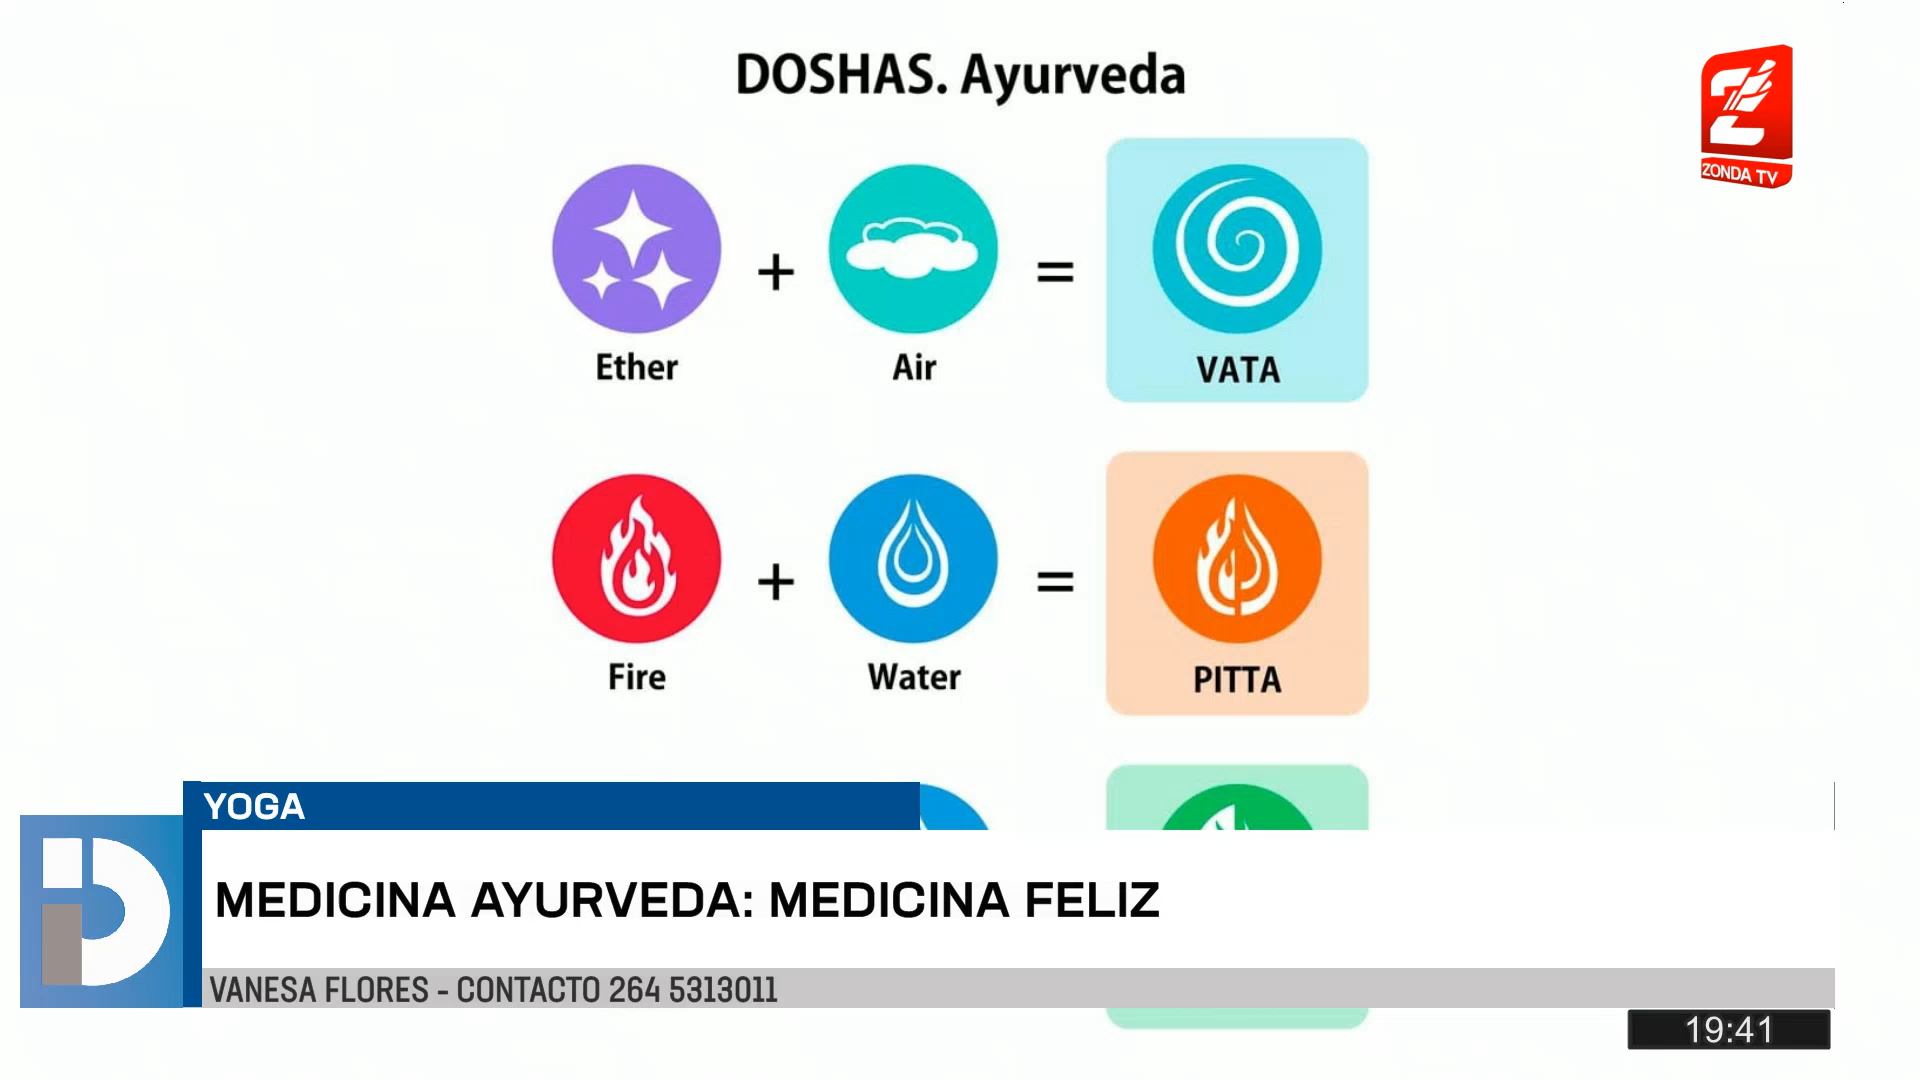 DOSHAS. Ayurveda
ZONDA TV
Ether + Air = VATA
Fire + Water = PITTA
YOGA
MEDICINA AYURVEDA: MEDICINA FELIZ
VANESA FLORES - CONTACTO 264 5313011
19:41